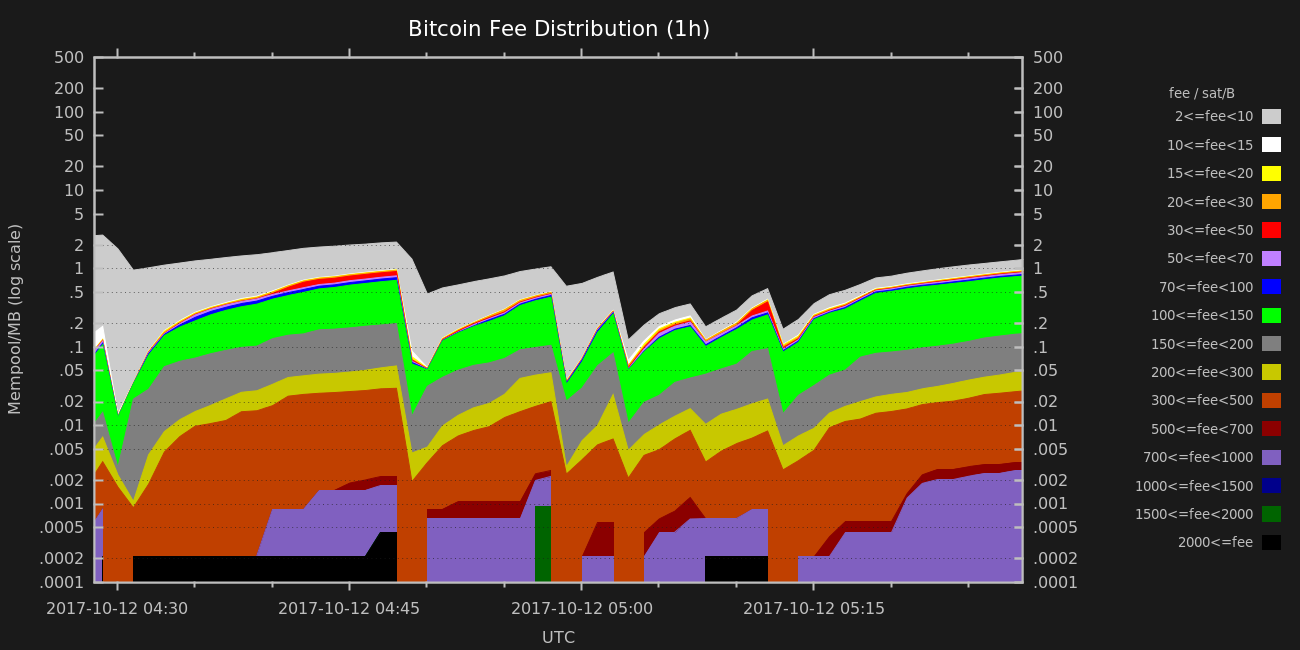 Bitcoin Fee Distribution (1h)
500
200
100
50
20
10
5
2
1
.5
.2
.1
.05
.02
.01
.005
.002
.001
.0005
.0002
.0001
Mempool/MB (log scale)
500
200
100
50
20
10
5
2
1
.5
.2
.1
.05
.02
.01
.005
.002
.001
.0005
.0002
.0001
2017-10-12 04:30
2017-10-12 04:45
2017-10-12 05:00
2017-10-12 05:15
UTC
fee / sat/B
2<=fee<10
10<=fee<15
15<=fee<20
20<=fee<30
30<=fee<50
50<=fee<70
70<=fee<100
100<=fee<150
150<=fee<200
200<=fee<300
300<=fee<500
500<=fee<700
700<=fee<1000
1000<=fee<1500
1500<=fee<2000
2000<=fee